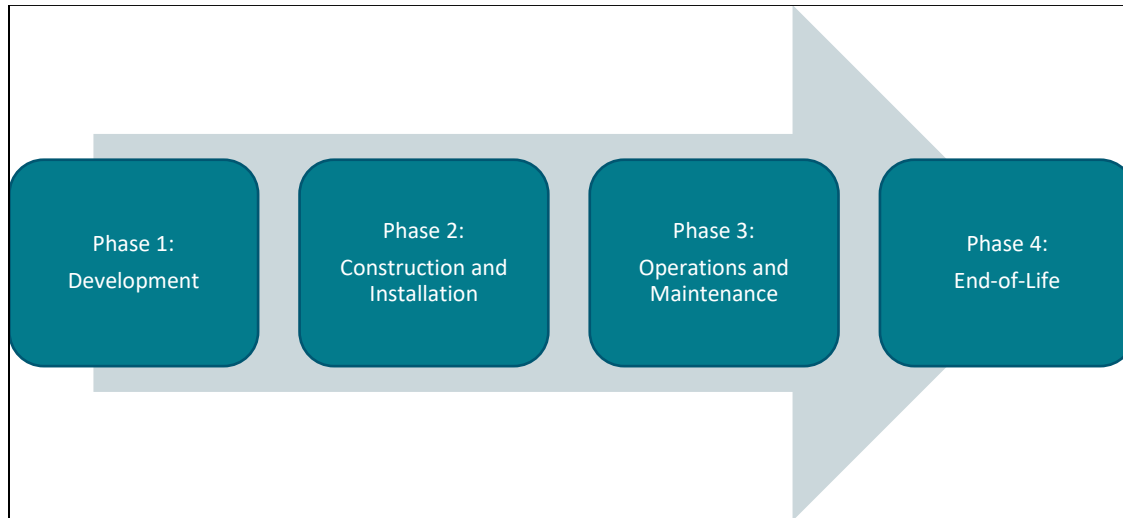 Phase 1:
Development
Phase 2:
Construction and
Installation
Phase 3:
Operations and
Maintenance
Phase 4:
End-of-Life